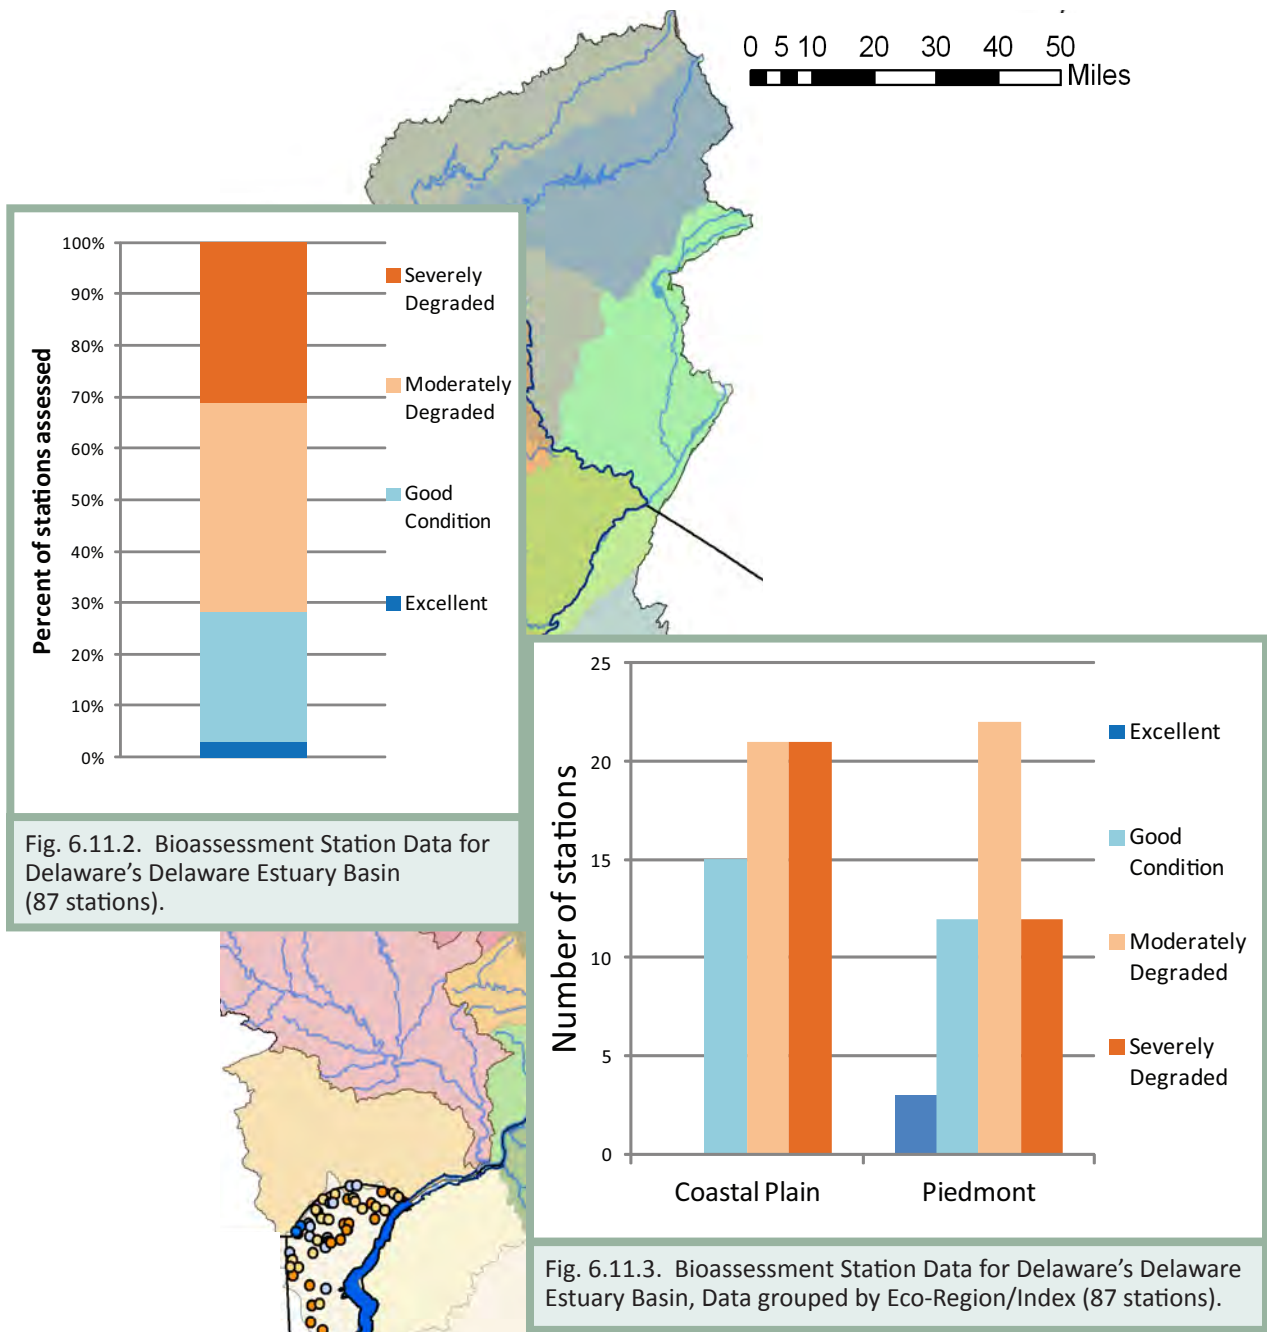 0 5 10 20 30 40 50
Miles
100%
90%
80%
70%
60%
50%
40%
30%
20%
10%
0%
Percent of stations assessed
Severely
Degraded
Moderately
Degraded
Good
Condition
Excellent
Fig. 6.11.2. Bioassessment Station Data for
Delaware's Delaware Estuary Basin
(87 stations).
25
20
15
10
5
0
Number of stations
Coastal Plain
Piedmont
Excellent
Good
Condition
Moderately
Degraded
Severely
Degraded
Fig. 6.11.3. Bioassessment Station Data for Delaware's Delaware
Estuary Basin, Data grouped by Eco-Region/Index (87 stations).